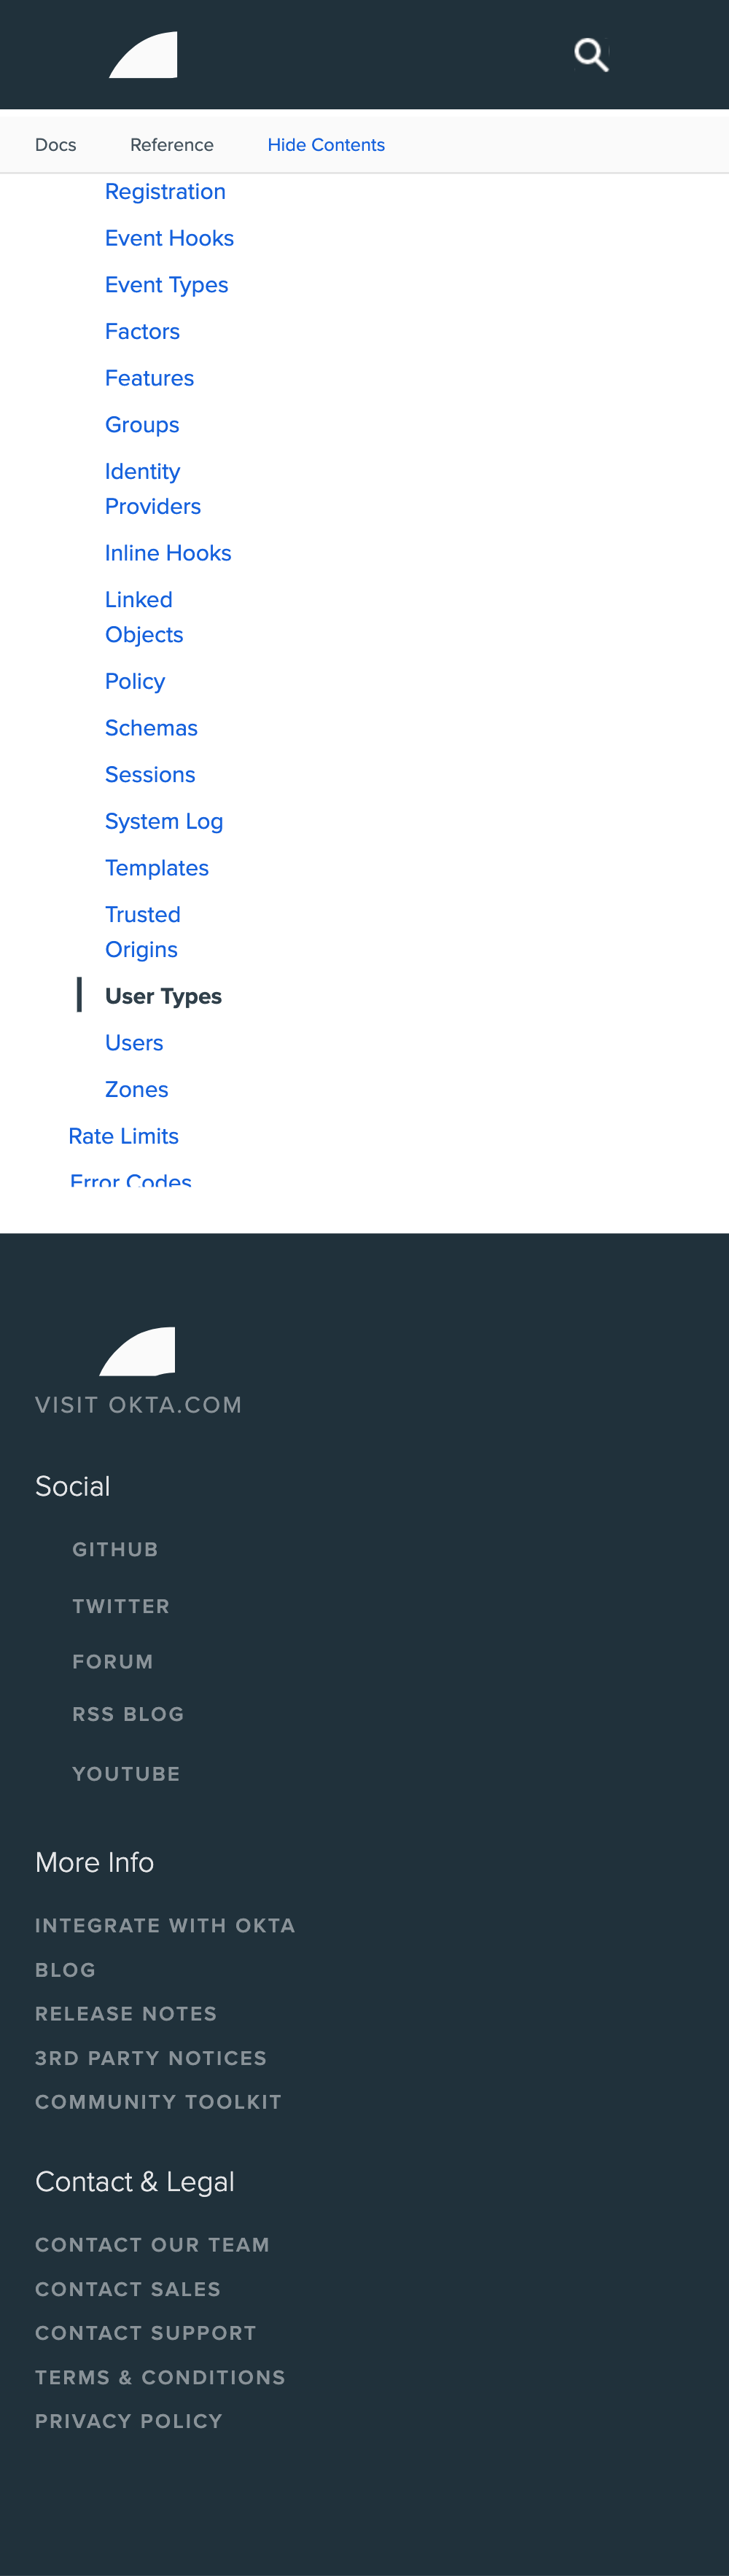 Docs Reference Hide Contents
Registration
Event Hooks
Event Types
Factors
Features
Groups
Identity
Providers
Inline Hooks
Linked
Objects
Policy
Schemas
Sessions
System Log
Templates
Trusted
Origins
User Types
Users
Zones
Rate Limits
Error Codes
VISIT OKTA.COM
Social
GITHUB
TWITTER
FORUM
RSS BLOG
YOUTUBE
More Info
INTEGRATE WITH OKTA
BLOG
RELEASE NOTES
3RD PARTY NOTICES
COMMUNITY TOOLKIT
Contact & Legal
CONTACT OUR TEAM
CONTACT SALES
CONTACT SUPPORT
TERMS & CONDITIONS
PRIVACY POLICY